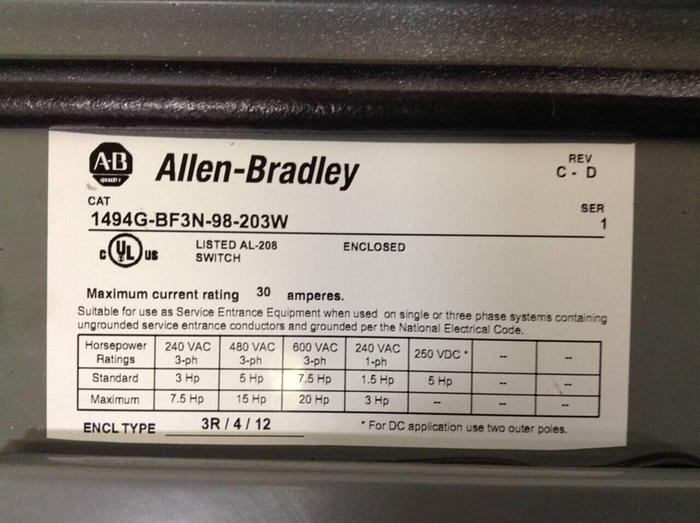 A-B
QUALITY
Allen-Bradley
REV
C - D
CAT
1494G-BF3N-98-203W
SER
1
c UL US
LISTED AL-208 ENCLOSED
SWITCH
Maximum current rating 30 amperes.
Suitable for use as Service Entrance Equipment when used on single or three phase systems containing
ungrounded service entrance conductors and grounded per the National Electrical Code.
Horsepower Ratings 240 VAC 3-ph 480 VAC 3-ph 600 VAC 3-ph 240 VAC 1-ph 250 VDC * -- --
Standard 3 Hp 5 Hp 7.5 Hp 1.5 Hp 5 Hp -- --
Maximum 7.5 Hp 15 Hp 20 Hp 3 Hp -- -- --
ENCL TYPE 3R / 4 / 12 * For DC application use two outer poles.